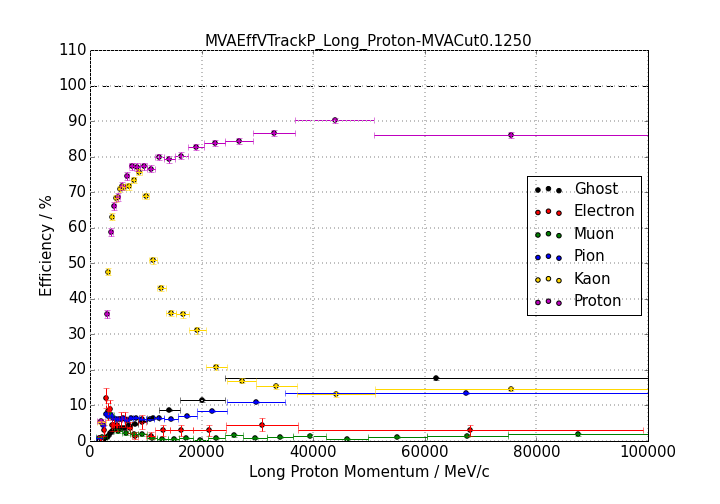 MVAEffVTrackP_Long_Proton-MVACut0.1250
110
100
90
80
70
60
50
40
30
20
10
0
Efficiency / %
Ghost
Electron
Muon
Pion
Kaon
Proton
0 20000 40000 60000 80000 100000
Long Proton Momentum / MeV/c